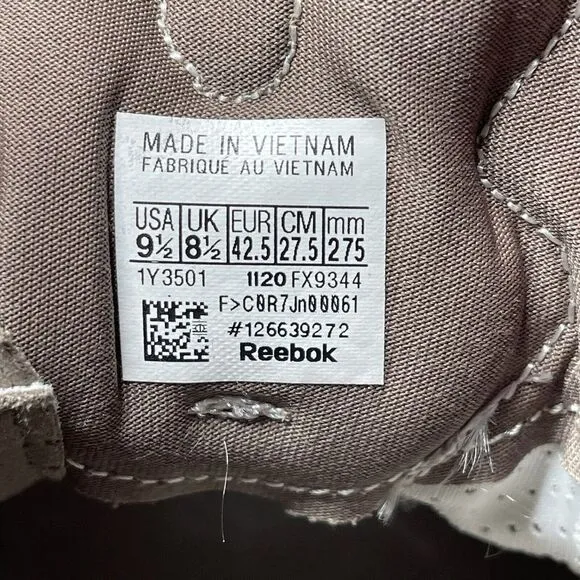 MADE IN VIETNAM
FABRIQUÉ AU VIETNAM
USA UK EUR CM mm
9½ 8½ 42.5 27.5 275
1Y3501 1120 FX9344
F>C0R7Jn00061
#126639272
Reebok